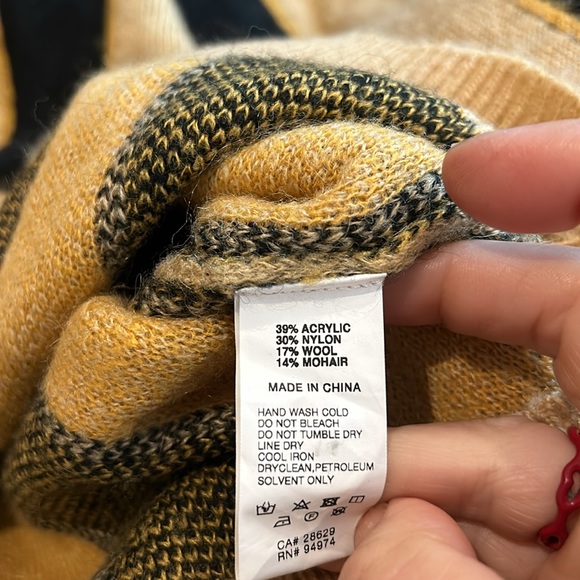 39% ACRYLIC
30% NYLON
17% WOOL
14% MOHAIR
MADE IN CHINA
HAND WASH COLD
DO NOT BLEACH
DO NOT TUMBLE DRY
LINE DRY
COOL IRON
DRYCLEAN,PETROLEUM
SOLVENT ONLY
CA# 28629
RN# 94974